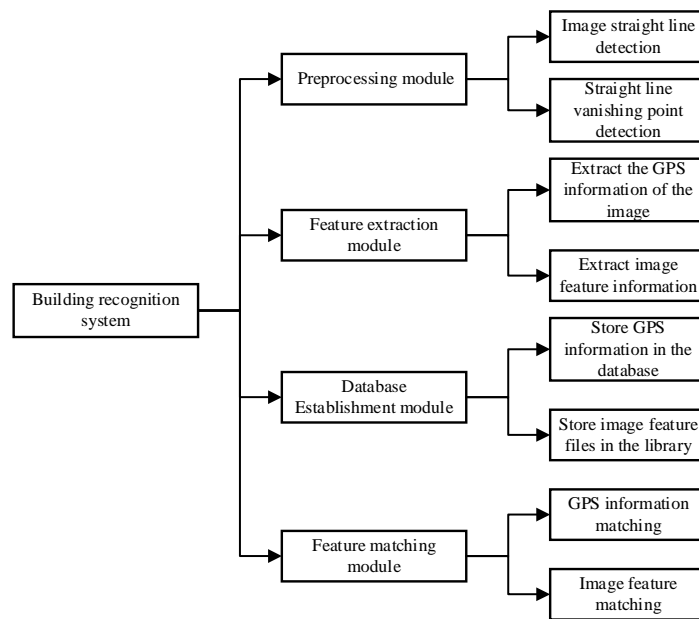 Building recognition
system
Preprocessing module
Image straight line
detection
Straight line
vanishing point
detection
Feature extraction
module
Extract the GPS
information of the
image
Extract image
feature information
Database
Establishment module
Store GPS
information in the
database
Store image feature
files in the library
Feature matching
module
GPS information
matching
Image feature
matching